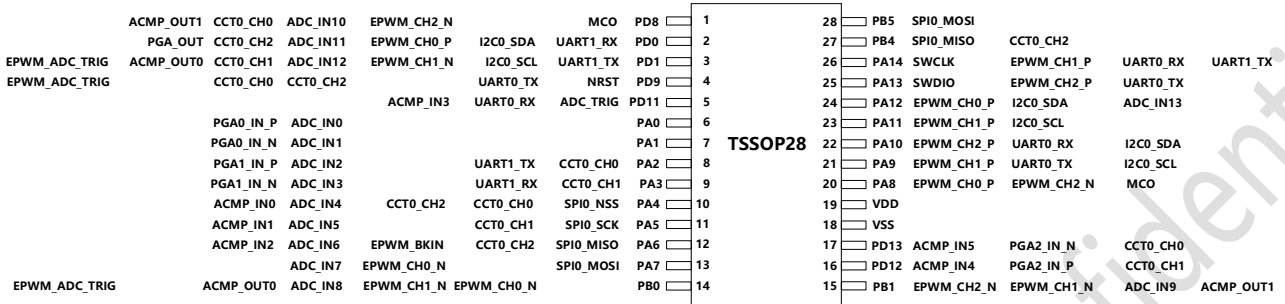 ACMP_OUT1 CCT0_CH0 ADC_IN10 EPWM_CH2_N MCO PD8 1 28 PB5 SPI0_MOSI
PGA_OUT CCT0_CH2 ADC_IN11 EPWM_CH0_P I2C0_SDA UART1_RX PD0 2 27 PB4 SPI0_MISO CCT0_CH2
EPWM_ADC_TRIG ACMP_OUT0 CCT0_CH1 ADC_IN12 EPWM_CH1_N I2C0_SCL UART1_TX PD1 3 26 PA14 SWCLK EPWM_CH1_P UART0_RX UART1_TX
EPWM_ADC_TRIG CCT0_CH0 CCT0_CH2 UART0_TX NRST PD9 4 25 PA13 SWDIO EPWM_CH2_P UART0_TX
ACMP_IN3 UART0_RX ADC_TRIG PD11 5 24 PA12 EPWM_CH0_P I2C0_SDA ADC_IN13
PGA0_IN_P ADC_IN0 PA0 6 23 PA11 EPWM_CH1_P I2C0_SCL
PGA0_IN_N ADC_IN1 PA1 7 TSSOP28 22 PA10 EPWM_CH2_P UART0_RX I2C0_SDA
PGA1_IN_P ADC_IN2 UART1_TX CCT0_CH0 PA2 8 21 PA9 EPWM_CH1_P UART0_TX I2C0_SCL
PGA1_IN_N ADC_IN3 UART1_RX CCT0_CH1 PA3 9 20 PA8 EPWM_CH0_P EPWM_CH2_N MCO
ACMP_IN0 ADC_IN4 CCT0_CH2 CCT0_CH0 SPI0_NSS PA4 10 19 VDD
ACMP_IN1 ADC_IN5 CCT0_CH1 SPI0_SCK PA5 11 18 VSS
ACMP_IN2 ADC_IN6 EPWM_BKIN CCT0_CH2 SPI0_MISO PA6 12 17 PD13 ACMP_IN5 PGA2_IN_N CCT0_CH0
ADC_IN7 EPWM_CH0_N SPI0_MOSI PA7 13 16 PD12 ACMP_IN4 PGA2_IN_P CCT0_CH1
EPWM_ADC_TRIG ACMP_OUT0 ADC_IN8 EPWM_CH1_N EPWM_CH0_N PB0 14 15 PB1 EPWM_CH2_N EPWM_CH1_N ADC_IN9 ACMP_OUT1